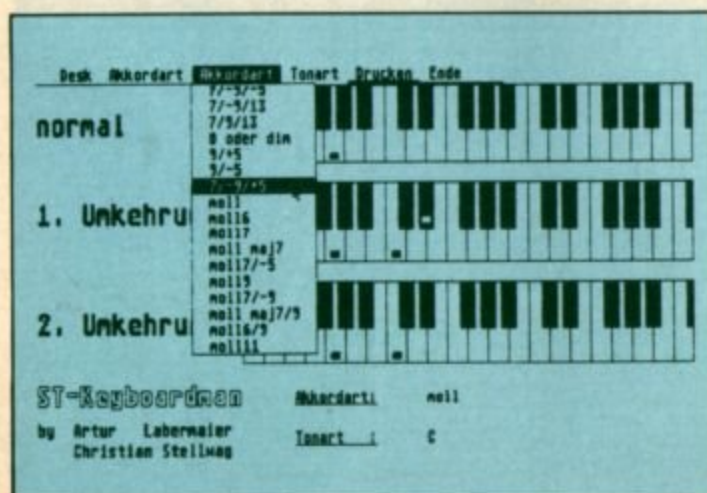 Desk Akkordart Akkordart Tonart Drucken Ende
7/-9/-5
7/-9/13
7/9/13
0 oder dim
9/+5
9/-5
7/-9/+5
moll
moll6
moll7
moll maj7
moll7/-5
moll9
moll7/-9
moll maj7/9
moll6/9
moll11
normal
1. Umkehru
2. Umkehru
ST-Keyboardman
by Artur Labermaier
Christian Stellwag
Akkordart: moll
Tonart : C